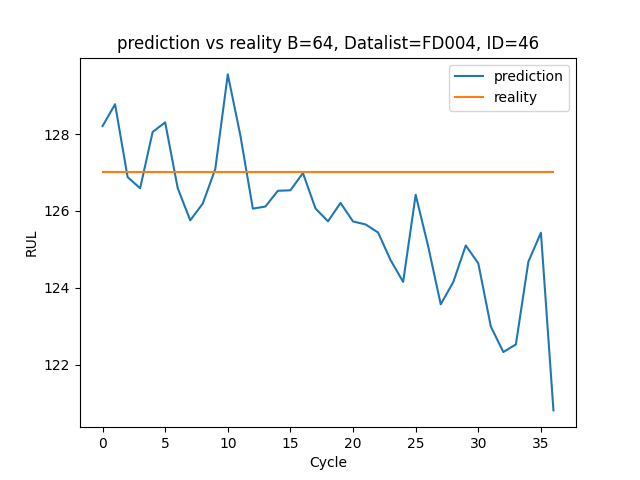 prediction vs reality B=64, Datalist=FD004, ID=46
prediction
reality
RUL
128
126
124
122
0 5 10 15 20 25 30 35
Cycle